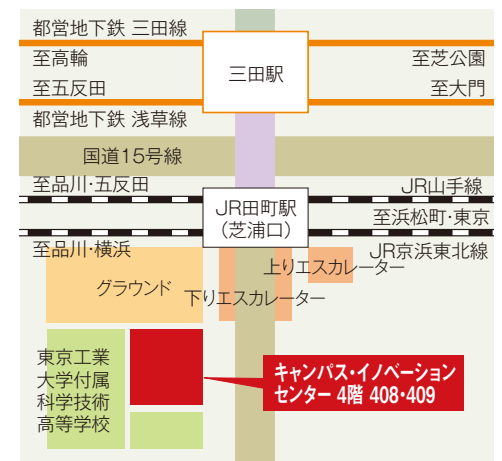 都営地下鉄 三田線
至高輪
至芝公園
三田駅
至五反田
至大門
都営地下鉄 浅草線
国道15号線
至品川・五反田
JR山手線
JR田町駅
（芝浦口）
至浜松町・東京
至品川・横浜
JR京浜東北線
上りエスカレーター
グラウンド
下りエスカレーター
東京工業
大学付属
科学技術
高等学校
キャンパス・イノベーション
センター 4階 408・409